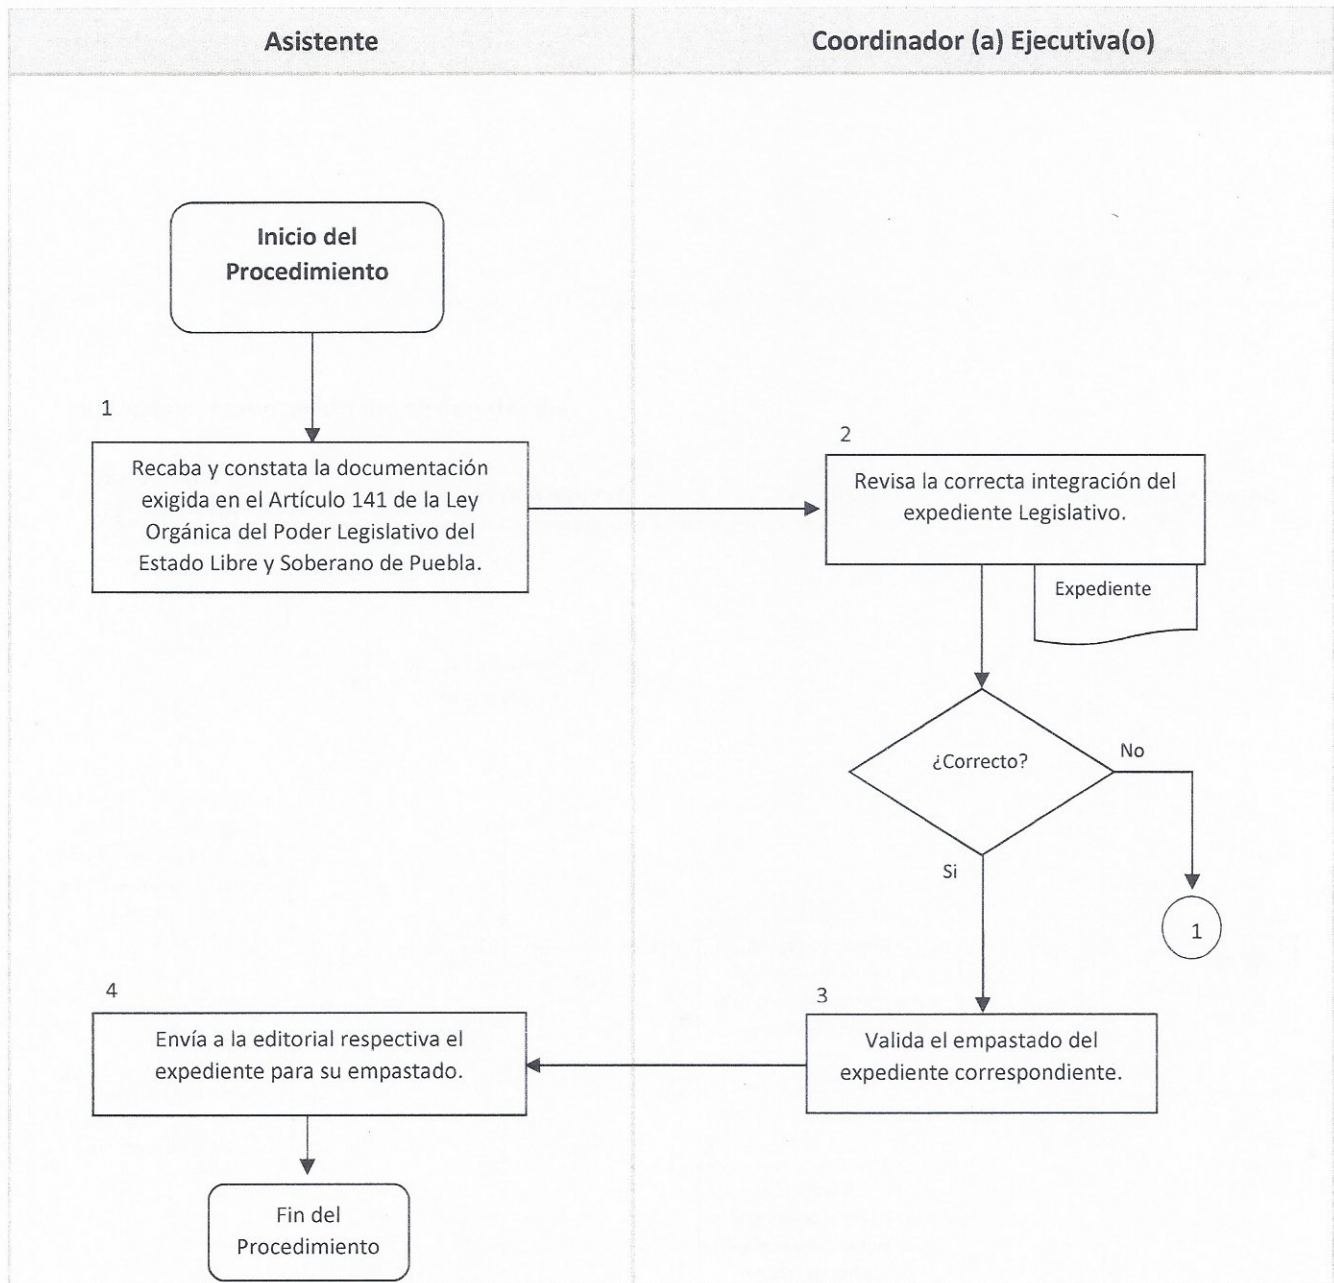 Asistente
Coordinador (a) Ejecutiva(o)
Inicio del
Procedimiento
1
Recaba y constata la documentación
exigida en el Artículo 141 de la Ley
Orgánica del Poder Legislativo del
Estado Libre y Soberano de Puebla.
2
Revisa la correcta integración del
expediente Legislativo.
Expediente
¿Correcto?
No
Si
1
3
Valida el empastado del
expediente correspondiente.
4
Envía a la editorial respectiva el
expediente para su empastado.
Fin del
Procedimiento